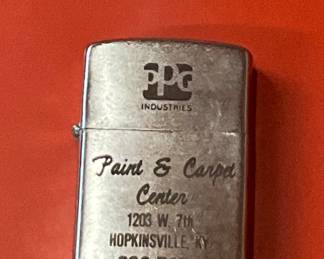 PPG
INDUSTRIES
Paint & Carpet
Center
1203 W. 7th
HOPKINSVILLE, KY